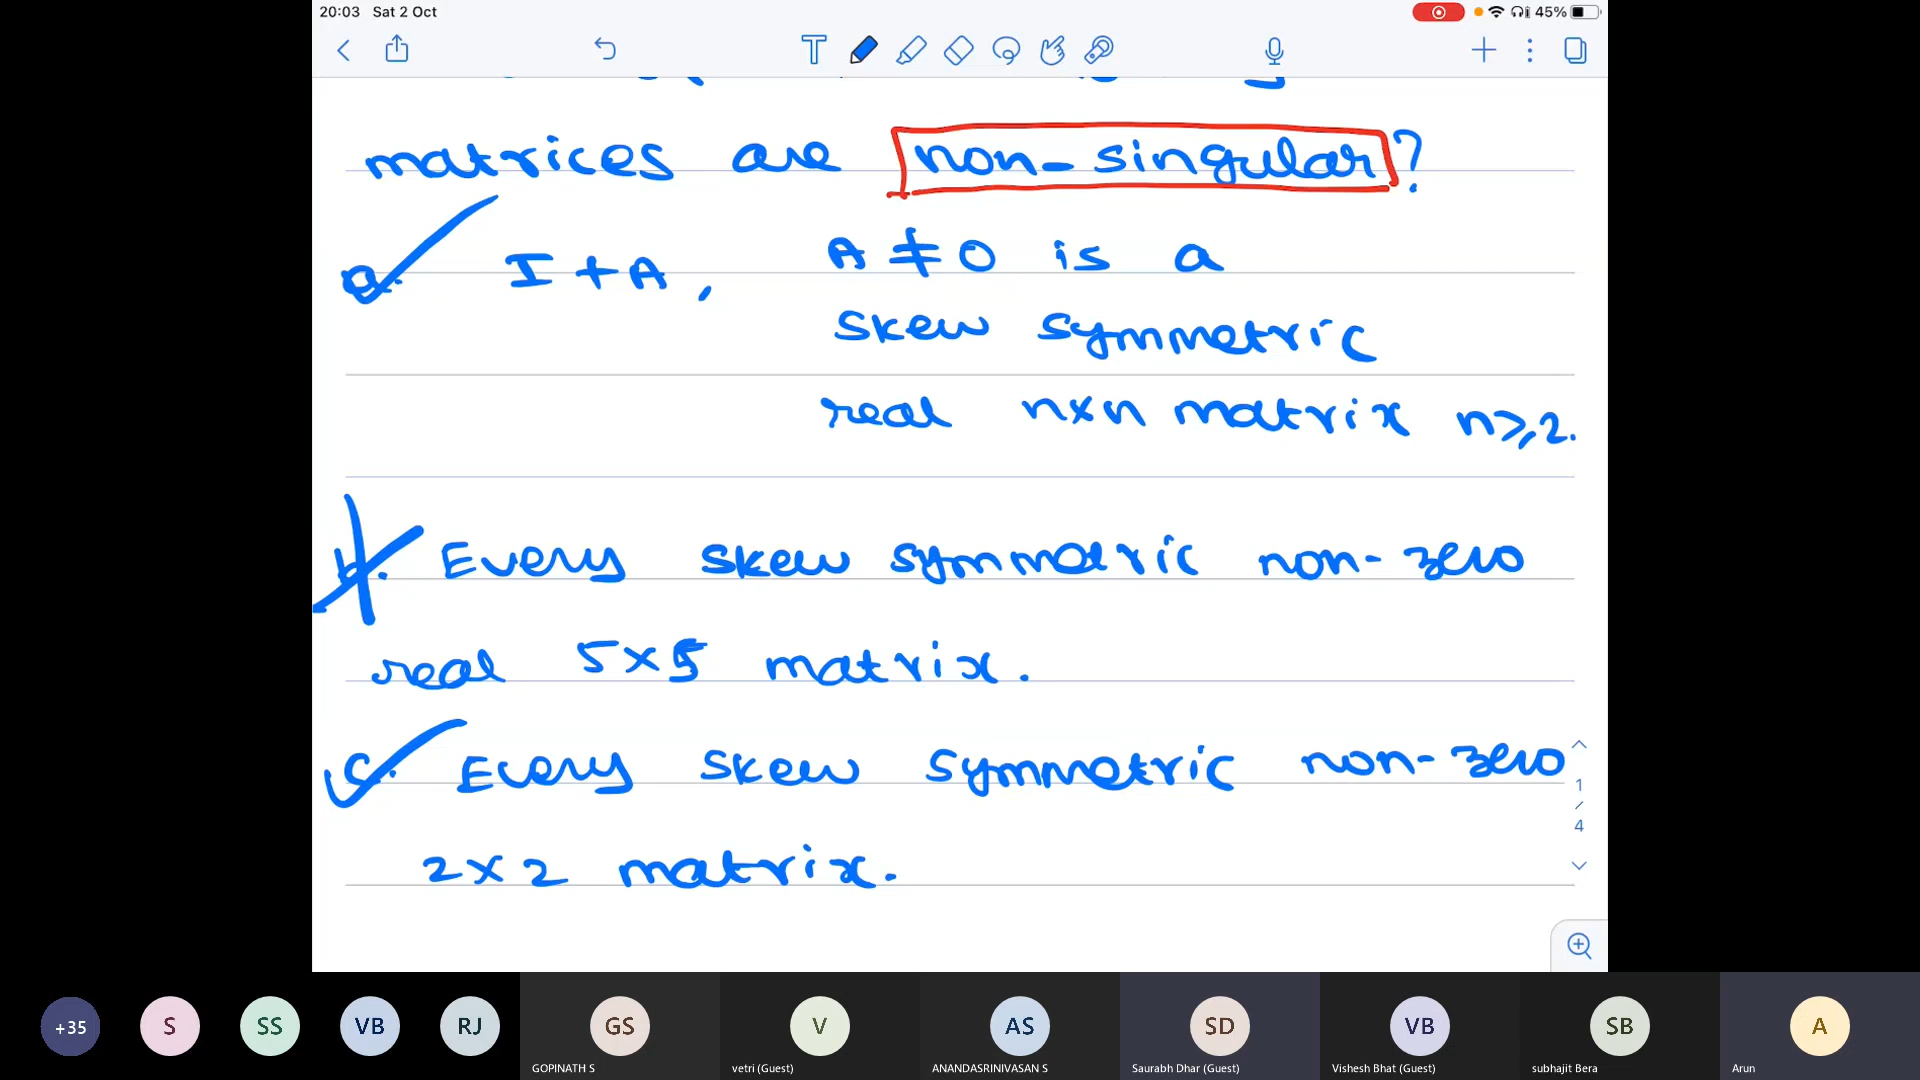 20:03 Sat 2 Oct
45%
matrices are non-singular?
a. I + A, A ≠ 0 is a
skew symmetric
real n×n matrix n≥2.
b. Every skew symmetric non-zero
real 5×5 matrix.
c. Every skew symmetric non-zero
2×2 matrix.
1
/
4
+35 S SS VB RJ GS V AS SD VB SB A
GOPINATH S vetri (Guest) ANANDASRINIVASAN S Saurabh Dhar (Guest) Vishesh Bhat (Guest) subhajit Bera Arun